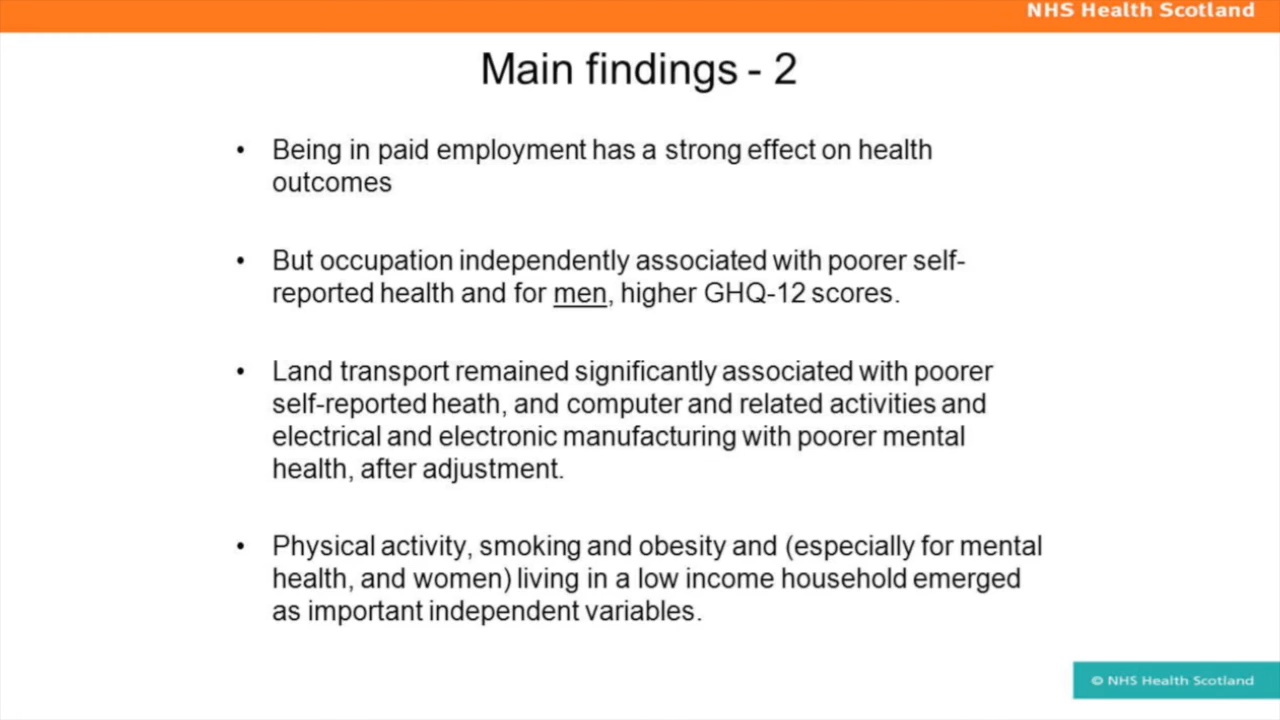 NHS Health Scotland
Main findings - 2
• Being in paid employment has a strong effect on health
outcomes
• But occupation independently associated with poorer self-
reported health and for men, higher GHQ-12 scores.
• Land transport remained significantly associated with poorer
self-reported heath, and computer and related activities and
electrical and electronic manufacturing with poorer mental
health, after adjustment.
• Physical activity, smoking and obesity and (especially for mental
health, and women) living in a low income household emerged
as important independent variables.
© NHS Health Scotland